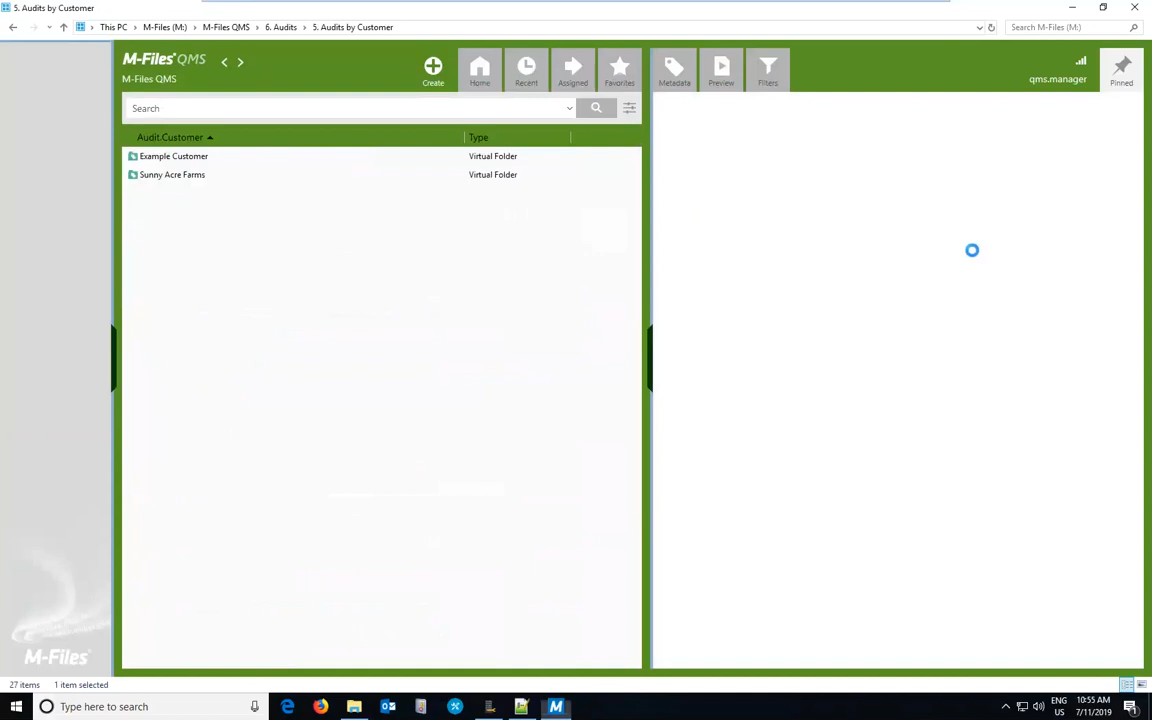 5. Audits by Customer
This PC > M-Files (M:) > M-Files QMS > 6. Audits > 5. Audits by Customer
Search M-Files (M:)
M-Files QMS
M-Files QMS
Create
Home
Recent
Assigned
Favorites
Metadata
Preview
Filters
qms.manager
Pinned
Search
Audit.Customer
Type
Example Customer
Virtual Folder
Sunny Acre Farms
Virtual Folder
M-Files
27 items
1 item selected
Type here to search
ENG
US
10:55 AM
7/11/2019